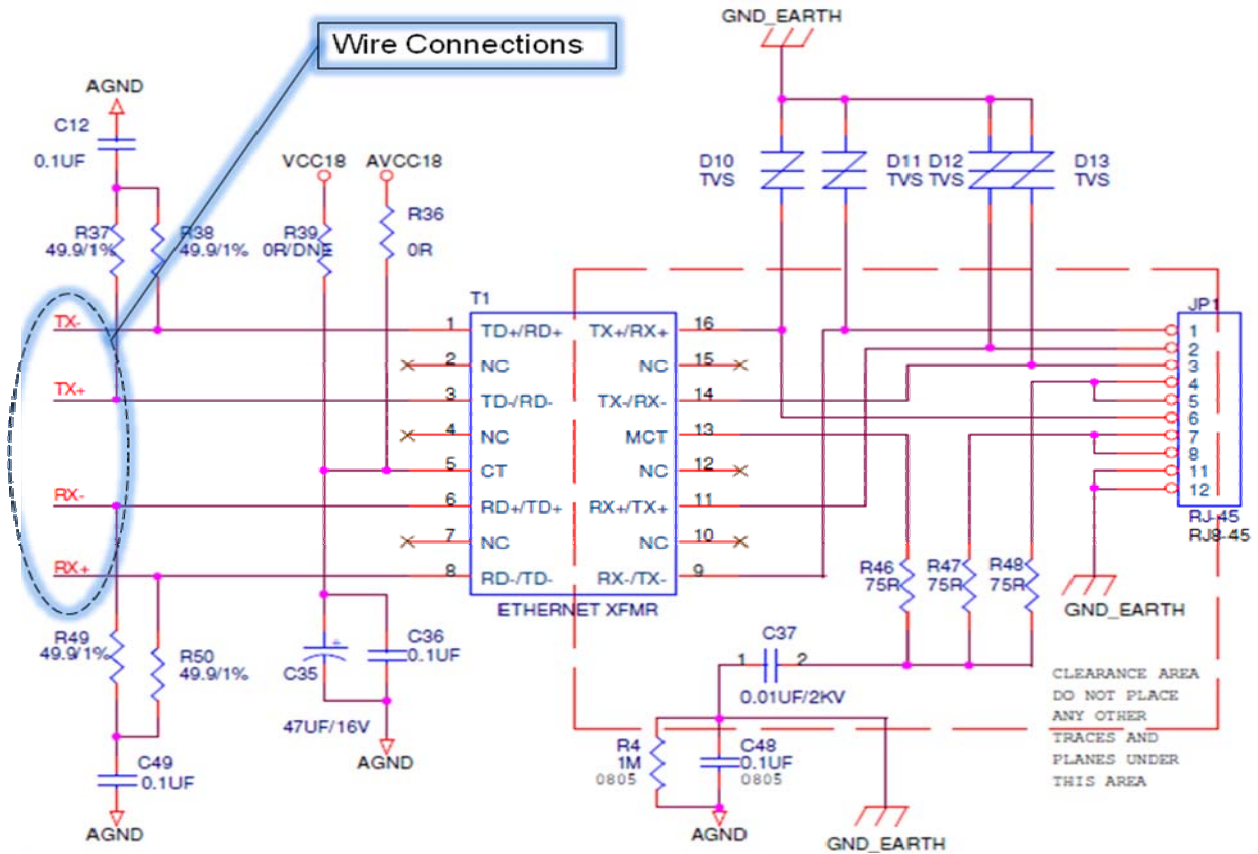 GND_EARTH
Wire Connections
AGND
C12
0.1UF
VCC18
AVCC18
D10
TVS
D11
TVS
D12
TVS
D13
TVS
R37
49.9/1%
R38
49.9/1%
R39
0R/DNE
R36
0R
TX-
TX+
RX-
RX+
T1
1
TD+/RD+
TX+/RX+
16
2
NC
NC
15
3
TD-/RD-
TX-/RX-
14
4
NC
MCT
13
5
CT
NC
12
6
RD+/TD+
RX+/TX+
11
7
NC
NC
10
8
RD-/TD-
RX-/TX-
9
ETHERNET XFMR
JP1
1
2
3
4
5
6
7
8
11
12
RJ-45
RJ8-45
R46
75R
R47
75R
R48
75R
GND_EARTH
R49
49.9/1%
R50
49.9/1%
C35
47UF/16V
C36
0.1UF
AGND
C37
1
2
0.01UF/2KV
CLEARANCE AREA
DO NOT PLACE
ANY OTHER
TRACES AND
PLANES UNDER
THIS AREA
R4
1M
0805
C48
0.1UF
0805
C49
0.1UF
AGND
AGND
GND_EARTH